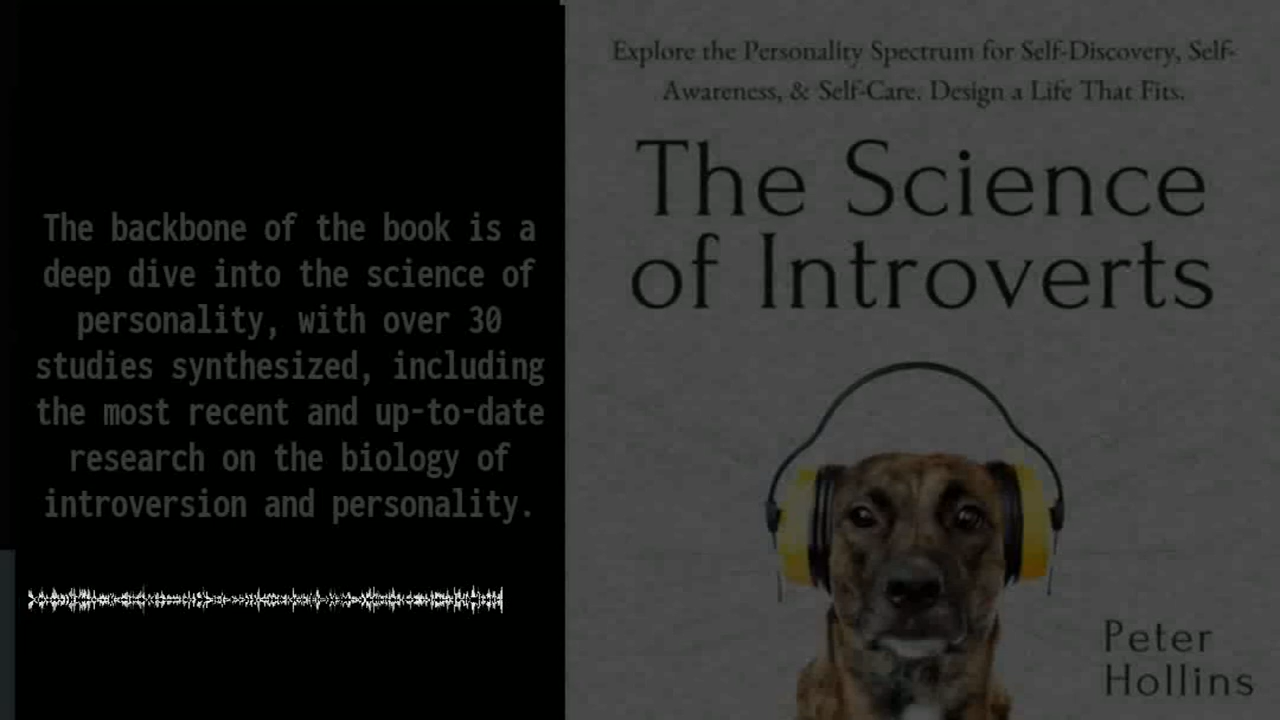 The backbone of the book is a
deep dive into the science of
personality, with over 30
studies synthesized, including
the most recent and up-to-date
research on the biology of
introversion and personality.
Explore the Personality Spectrum for Self-Discovery, Self-
Awareness, & Self-Care. Design a Life That Fits.
The Science
of Introverts
Peter
Hollins